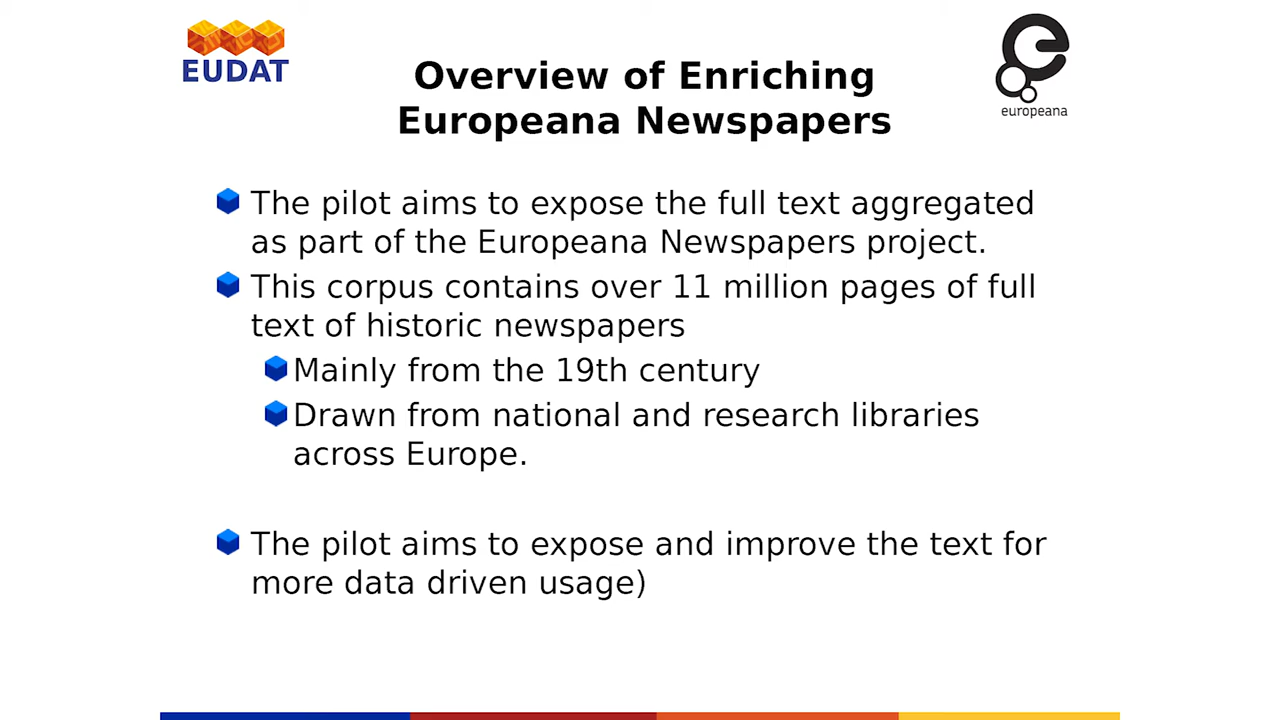 EUDAT
europeana
Overview of Enriching
Europeana Newspapers
The pilot aims to expose the full text aggregated
as part of the Europeana Newspapers project.
This corpus contains over 11 million pages of full
text of historic newspapers
Mainly from the 19th century
Drawn from national and research libraries
across Europe.
The pilot aims to expose and improve the text for
more data driven usage)